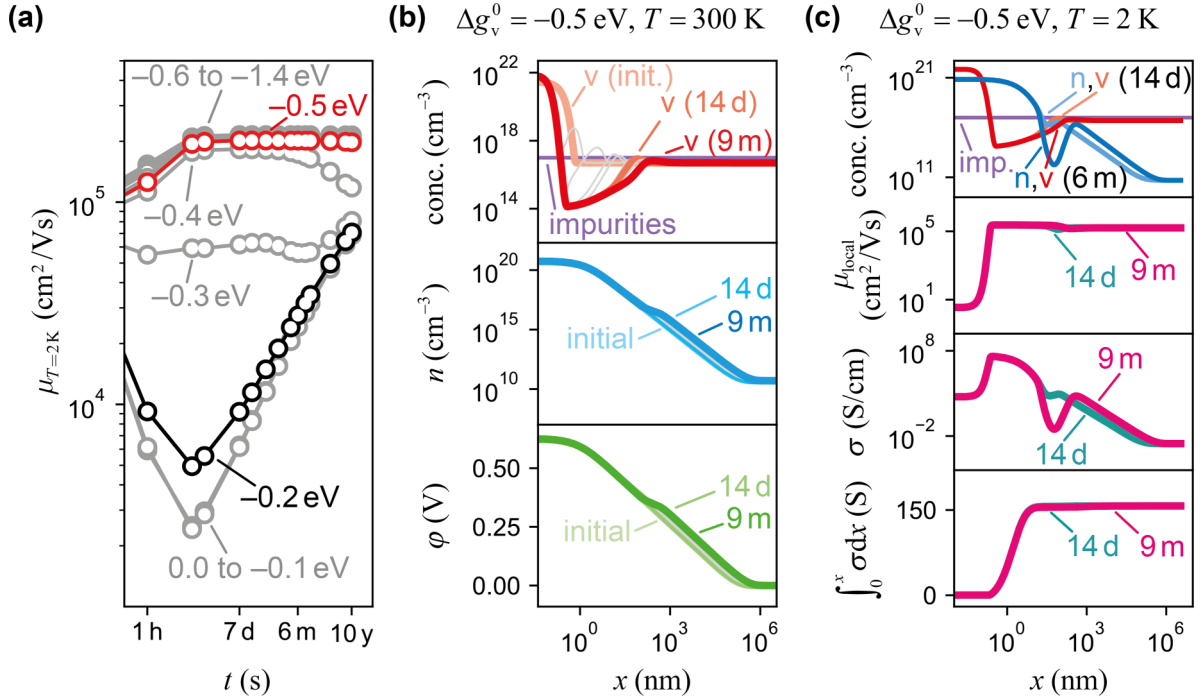 (a)
−0.6 to −1.4 eV
−0.5 eV
−0.4 eV
−0.3 eV
−0.2 eV
0.0 to −0.1 eV
10⁵
10⁴
μ_T=2K (cm²/Vs)
1 h
7 d
6 m
10 y
t (s)
(b)
Δg_v⁰ = −0.5 eV, T = 300 K
conc. (cm⁻³)
10²²
10¹⁸
10¹⁴
v (init.)
v (14 d)
v (9 m)
impurities
n (cm⁻³)
10²⁰
10¹⁵
10¹⁰
14 d
initial
9 m
φ (V)
0.50
0.25
0.00
14 d
initial
9 m
10⁰
10³
10⁶
x (nm)
(c)
Δg_v⁰ = −0.5 eV, T = 2 K
conc. (cm⁻³)
10²¹
10¹¹
n,v (14 d)
imp.
n,v (6 m)
μ_local (cm²/Vs)
10⁵
10¹
14 d
9 m
σ (S/cm)
10⁸
10⁻²
9 m
14 d
∫₀ˣ σdx (S)
150
0
14 d
9 m
10⁰
10³
10⁶
x (nm)